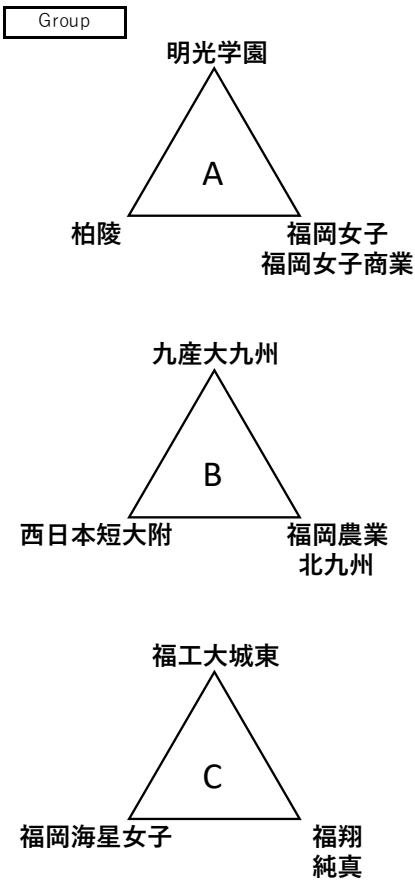 Group
明光学園
A
柏陵
福岡女子
福岡女子商業
九産大九州
B
西日本短大附
福岡農業
北九州
福工大城東
C
福岡海星女子
福翔
純真